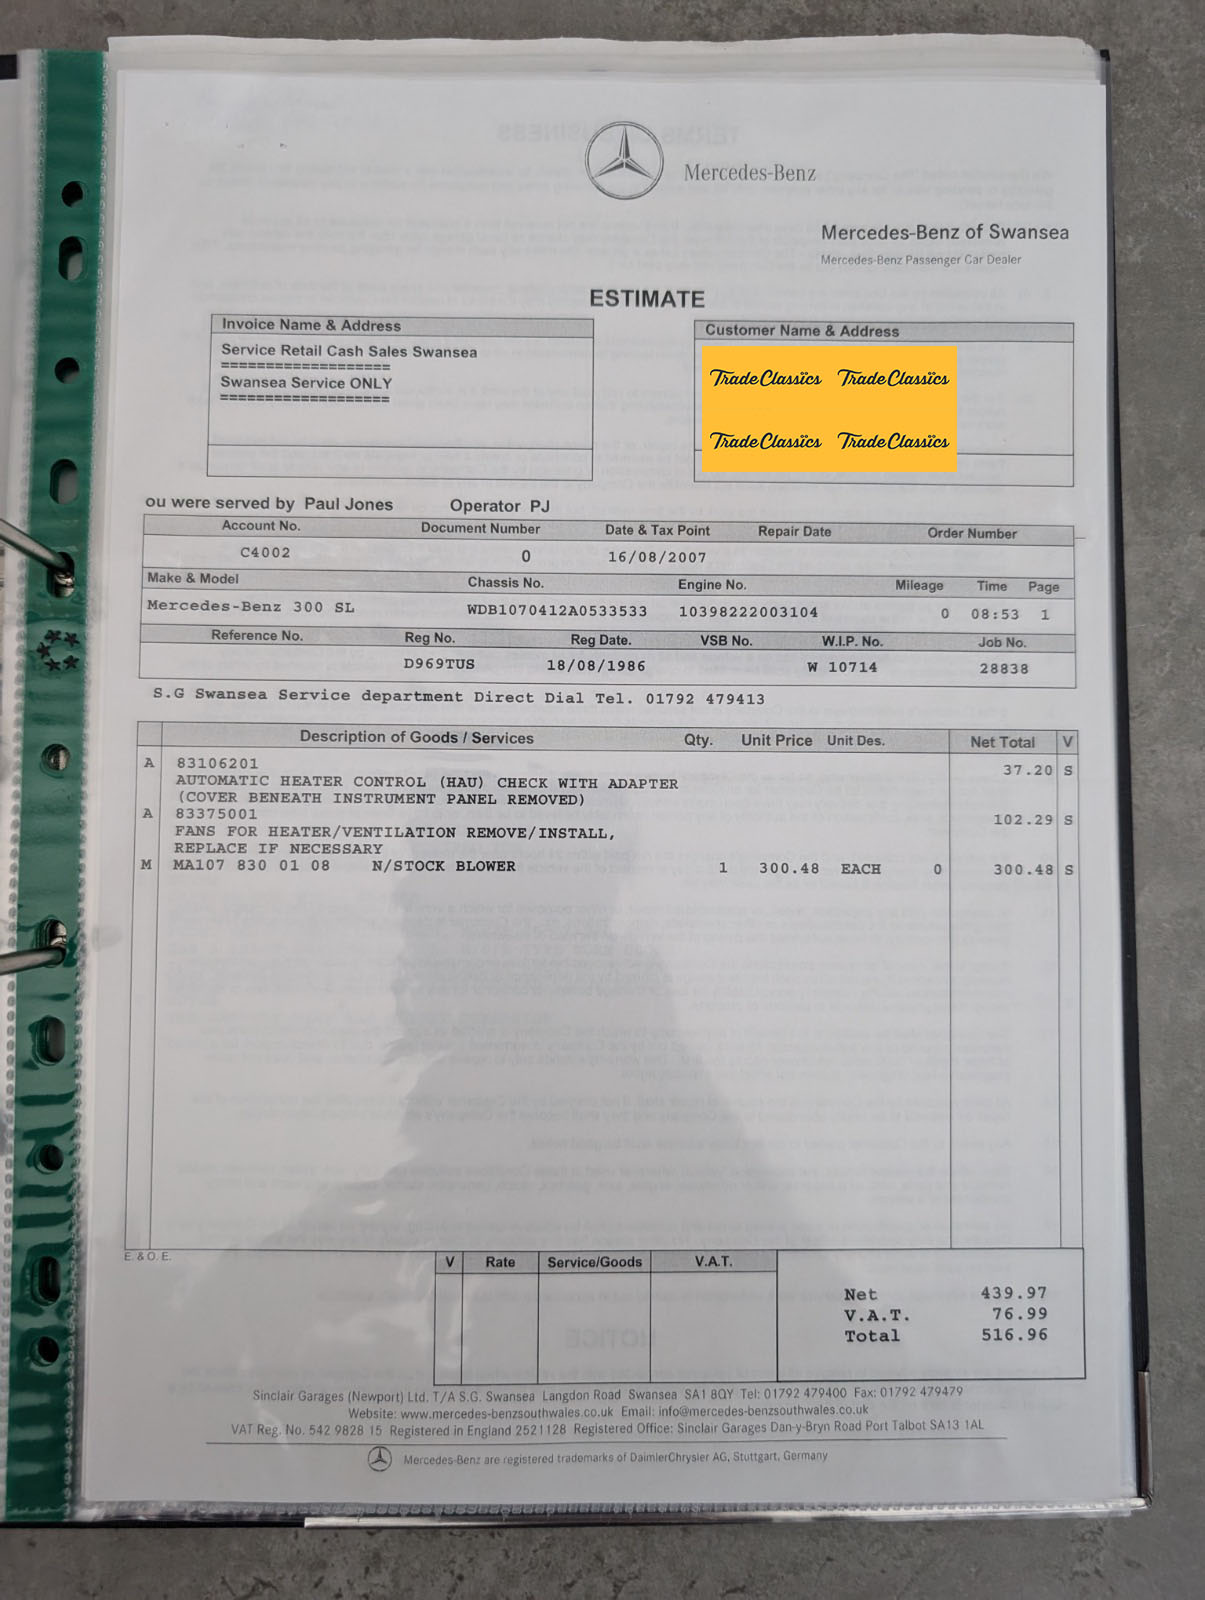 Mercedes-Benz
Mercedes-Benz of Swansea
Mercedes-Benz Passenger Car Dealer
ESTIMATE
Invoice Name & Address
Service Retail Cash Sales Swansea
===================
Swansea Service ONLY
===================
Customer Name & Address
TradeClassics TradeClassics
TradeClassics TradeClassics
ou were served by Paul Jones Operator PJ
Account No. Document Number Date & Tax Point Repair Date Order Number
C4002 0 16/08/2007
Make & Model Chassis No. Engine No. Mileage Time Page
Mercedes-Benz 300 SL WDB1070412A0533533 10398222003104 0 08:53 1
Reference No. Reg No. Reg Date. VSB No. W.I.P. No. Job No.
D969TUS 18/08/1986 W 10714 28838
S.G Swansea Service department Direct Dial Tel. 01792 479413
Description of Goods / Services Qty. Unit Price Unit Des. Net Total V
A 83106201 37.20 S
AUTOMATIC HEATER CONTROL (HAU) CHECK WITH ADAPTER
(COVER BENEATH INSTRUMENT PANEL REMOVED)
A 83375001 102.29 S
FANS FOR HEATER/VENTILATION REMOVE/INSTALL,
REPLACE IF NECESSARY
M MA107 830 01 08 N/STOCK BLOWER 1 300.48 EACH 0 300.48 S
E. & O. E.
V Rate Service/Goods V.A.T.
Net 439.97
V.A.T. 76.99
Total 516.96
Sinclair Garages (Newport) Ltd. T/A S.G. Swansea Langdon Road Swansea SA1 8QY Tel: 01792 479400 Fax: 01792 479479
Website: www.mercedes-benzsouthwales.co.uk Email: info@mercedes-benzsouthwales.co.uk
VAT Reg. No. 542 9828 15 Registered in England 2521128 Registered Office: Sinclair Garages Dan-y-Bryn Road Port Talbot SA13 1AL
Mercedes-Benz are registered trademarks of DaimlerChrysler AG, Stuttgart, Germany